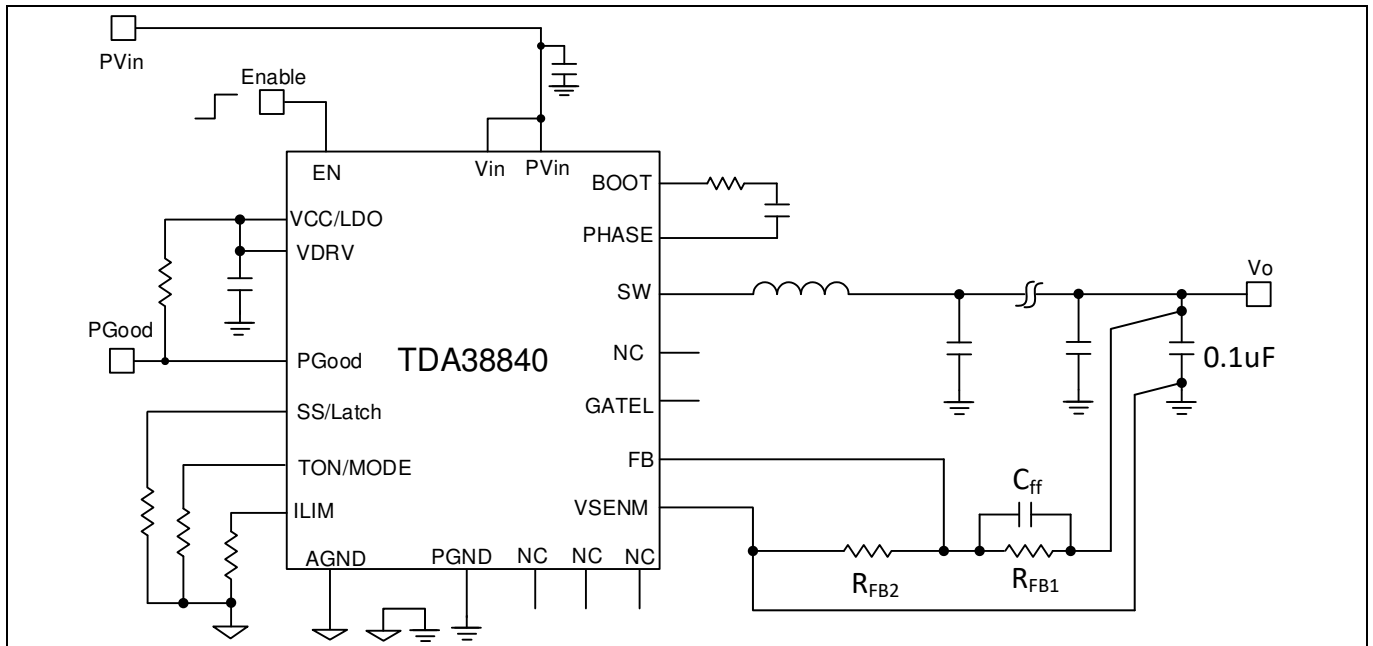 PVin
Enable
EN
Vin
PVin
BOOT
VCC/LDO
PHASE
VDRV
Vo
SW
PGood
PGood
TDA38840
NC
0.1uF
SS/Latch
GATEL
TON/MODE
FB
Cff
ILIM
VSENM
AGND
PGND
NC
NC
NC
RFB2
RFB1